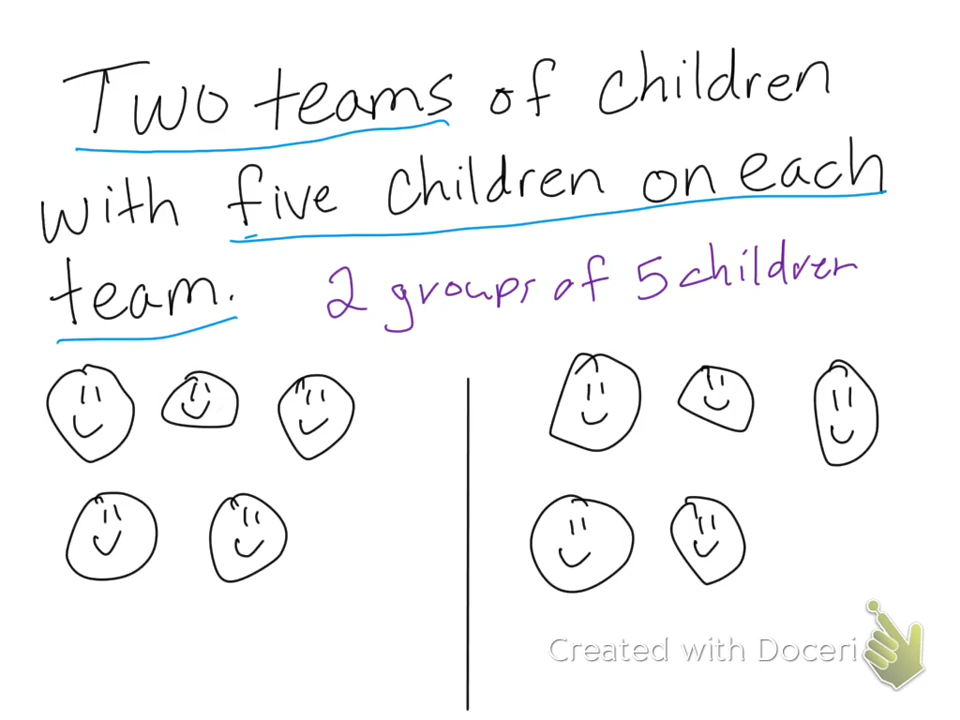 Two teams of children
with five children on each
team. 2 groups of 5 children
Created with Doceri